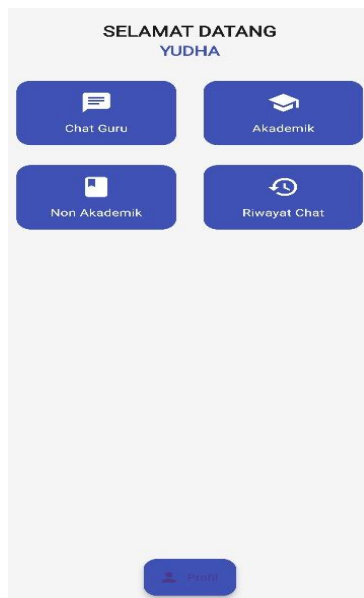 SELAMAT DATANG
YUDHA
Chat Guru
Akademik
Non Akademik
Riwayat Chat
Profil